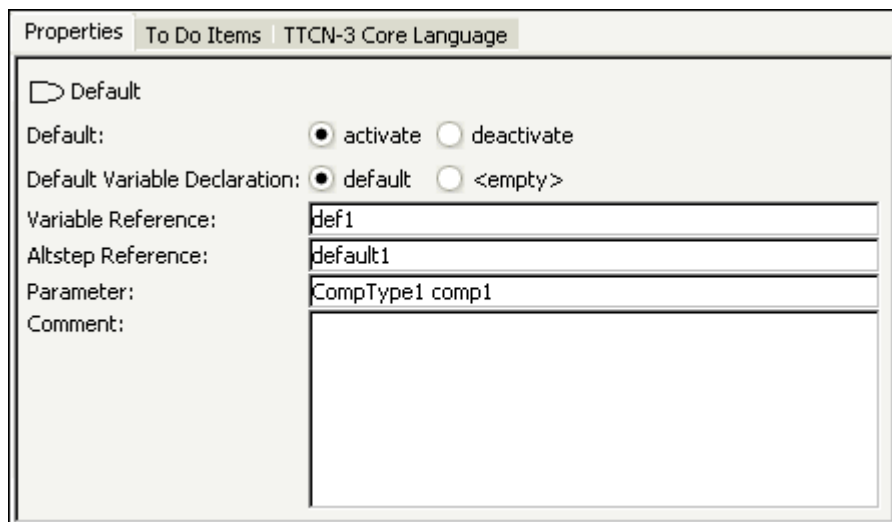 Properties To Do Items TTCN-3 Core Language
Default
Default: activate deactivate
Default Variable Declaration: default <empty>
Variable Reference: def1
Altstep Reference: default1
Parameter: CompType1 comp1
Comment: